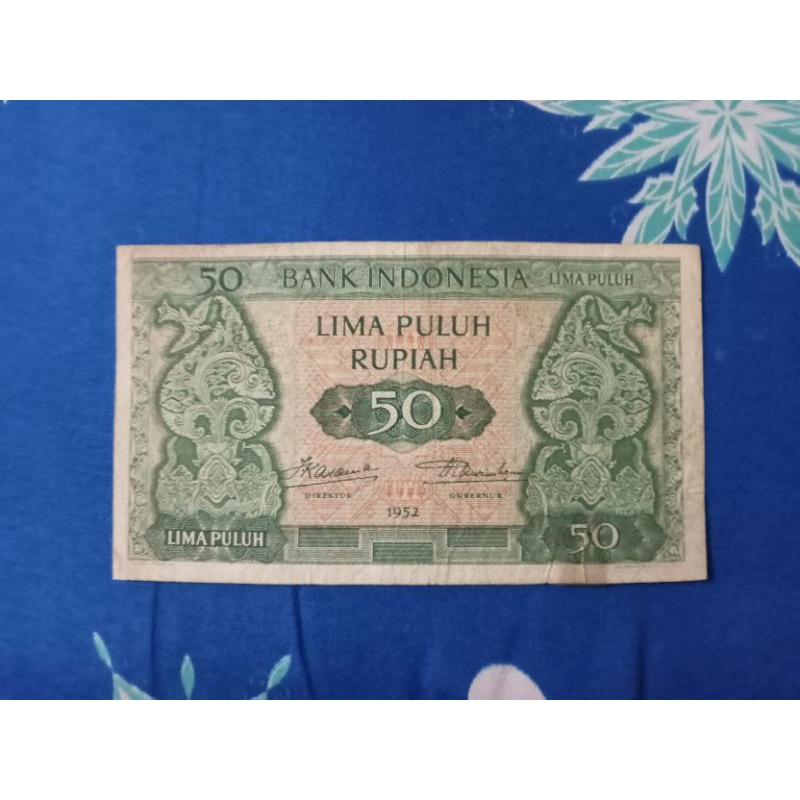 50 BANK INDONESIA LIMA PULUH
LIMA PULUH
RUPIAH
50
DIREKTUR GUBERNUR
1952
LIMA PULUH 50